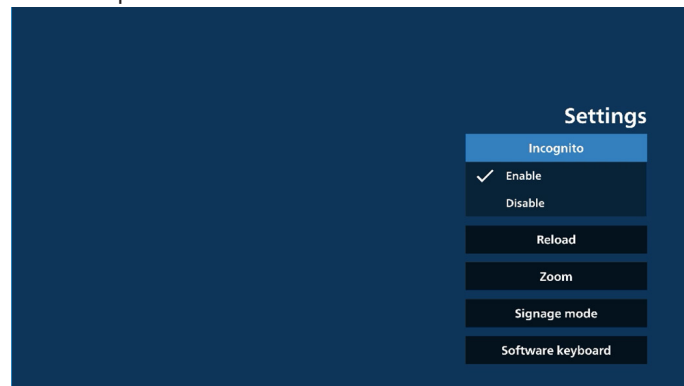 Settings
Incognito
Enable
Disable
Reload
Zoom
Signage mode
Software keyboard